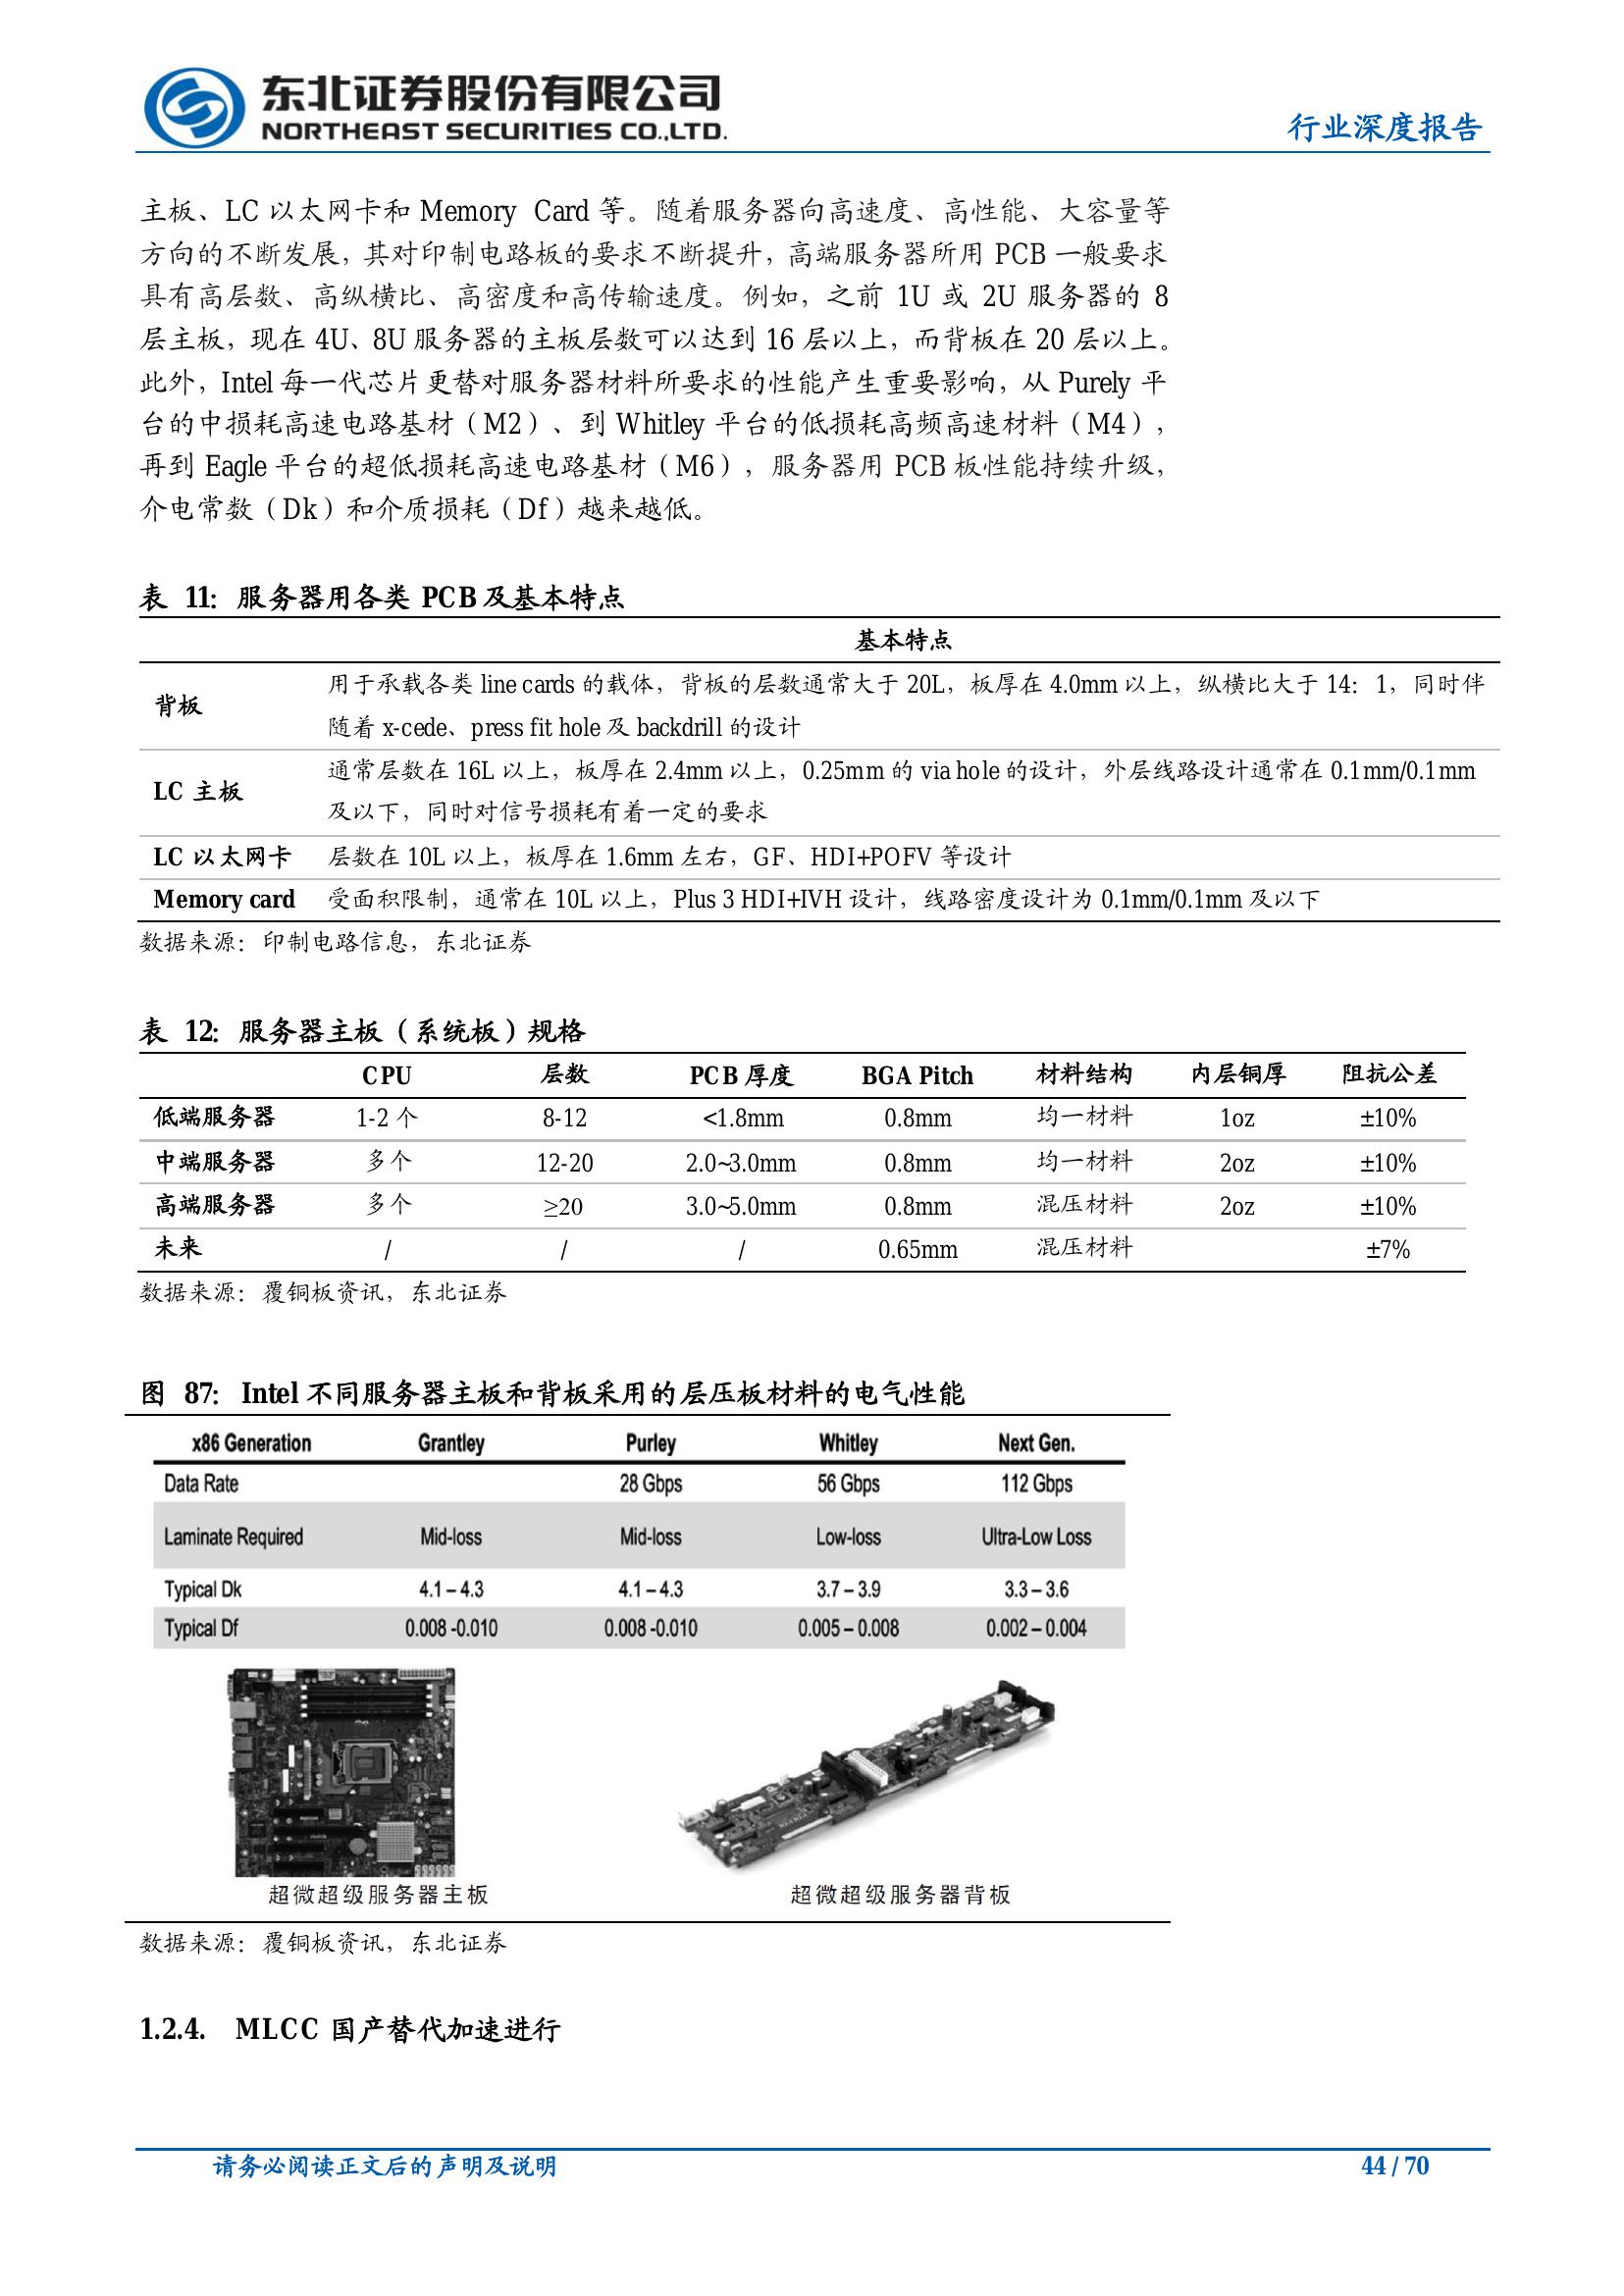 东北证券股份有限公司
NORTHEAST SECURITIES CO.,LTD.
行业深度报告
主板、LC 以太网卡和 Memory Card 等。随着服务器向高速度、高性能、大容量等
方向的不断发展，其对印制电路板的要求不断提升，高端服务器所用 PCB 一般要求
具有高层数、高纵横比、高密度和高传输速度。例如，之前 1U 或 2U 服务器的 8
层主板，现在 4U、8U 服务器的主板层数可以达到 16 层以上，而背板在 20 层以上。
此外，Intel 每一代芯片更替对服务器材料所要求的性能产生重要影响，从 Purely 平
台的中损耗高速电路基材（M2）、到 Whitley 平台的低损耗高频高速材料（M4），
再到 Eagle 平台的超低损耗高速电路基材（M6），服务器用 PCB 板性能持续升级，
介电常数（Dk）和介质损耗（Df）越来越低。
表 11：服务器用各类 PCB 及基本特点
基本特点
背板 用于承载各类 line cards 的载体，背板的层数通常大于 20L，板厚在 4.0mm 以上，纵横比大于 14：1，同时伴
随着 x-cede、press fit hole 及 backdrill 的设计
LC 主板 通常层数在 16L 以上，板厚在 2.4mm 以上，0.25mm 的 via hole 的设计，外层线路设计通常在 0.1mm/0.1mm
及以下，同时对信号损耗有着一定的要求
LC 以太网卡 层数在 10L 以上，板厚在 1.6mm 左右，GF、HDI+POFV 等设计
Memory card 受面积限制，通常在 10L 以上，Plus 3 HDI+IVH 设计，线路密度设计为 0.1mm/0.1mm 及以下
数据来源：印制电路信息，东北证券
表 12：服务器主板（系统板）规格
CPU 层数 PCB 厚度 BGA Pitch 材料结构 内层铜厚 阻抗公差
低端服务器 1-2 个 8-12 <1.8mm 0.8mm 均一材料 1oz ±10%
中端服务器 多个 12-20 2.0~3.0mm 0.8mm 均一材料 2oz ±10%
高端服务器 多个 ≥20 3.0~5.0mm 0.8mm 混压材料 2oz ±10%
未来 / / / 0.65mm 混压材料 ±7%
数据来源：覆铜板资讯，东北证券
图 87：Intel 不同服务器主板和背板采用的层压板材料的电气性能
x86 Generation Grantley Purley Whitley Next Gen.
Data Rate 28 Gbps 56 Gbps 112 Gbps
Laminate Required Mid-loss Mid-loss Low-loss Ultra-Low Loss
Typical Dk 4.1 – 4.3 4.1 – 4.3 3.7 – 3.9 3.3 – 3.6
Typical Df 0.008 -0.010 0.008 -0.010 0.005 – 0.008 0.002 – 0.004
超微超级服务器主板 超微超级服务器背板
数据来源：覆铜板资讯，东北证券
1.2.4. MLCC 国产替代加速进行
请务必阅读正文后的声明及说明 44 / 70